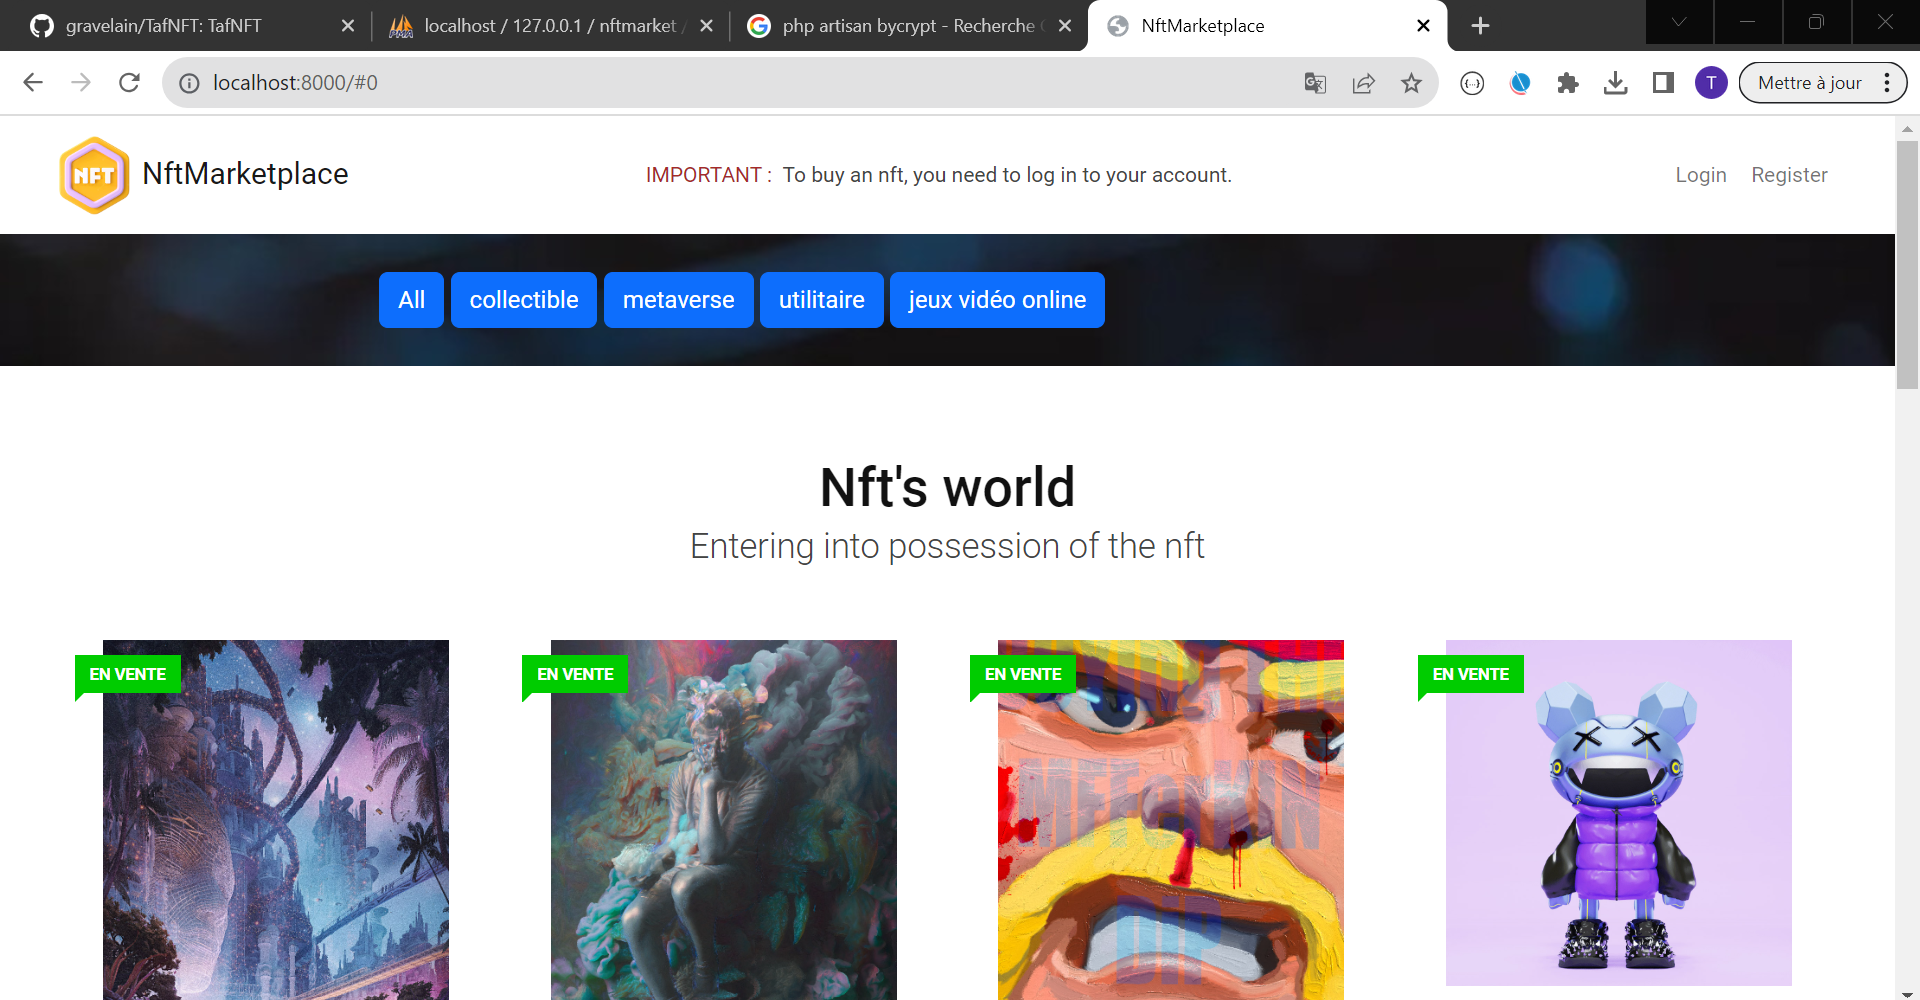 gravelain/TafNFT: TafNFT
localhost / 127.0.0.1 / nftmarket /
php artisan bycrypt - Recherche
NftMarketplace
localhost:8000/#0
T
Mettre à jour
NFT
NftMarketplace
IMPORTANT : To buy an nft, you need to log in to your account.
Login Register
All
collectible
metaverse
utilitaire
jeux vidéo online
Nft's world
Entering into possession of the nft
EN VENTE
EN VENTE
EN VENTE
EN VENTE